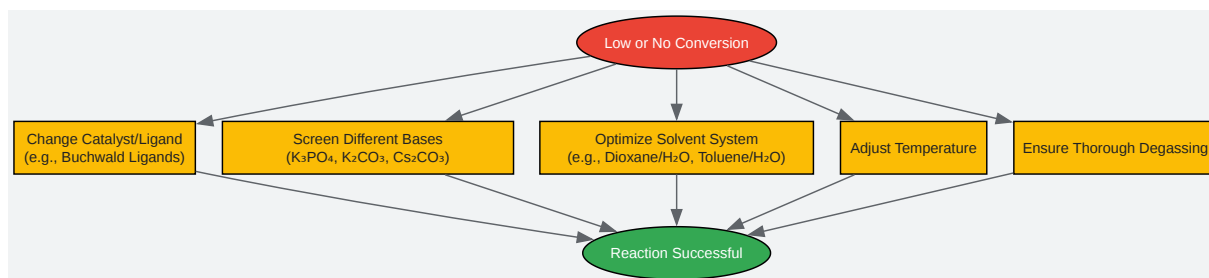 Low or No Conversion
Change Catalyst/Ligand
(e.g., Buchwald Ligands)
Screen Different Bases
(K₃PO₄, K₂CO₃, Cs₂CO₃)
Optimize Solvent System
(e.g., Dioxane/H₂O, Toluene/H₂O)
Adjust Temperature
Ensure Thorough Degassing
Reaction Successful